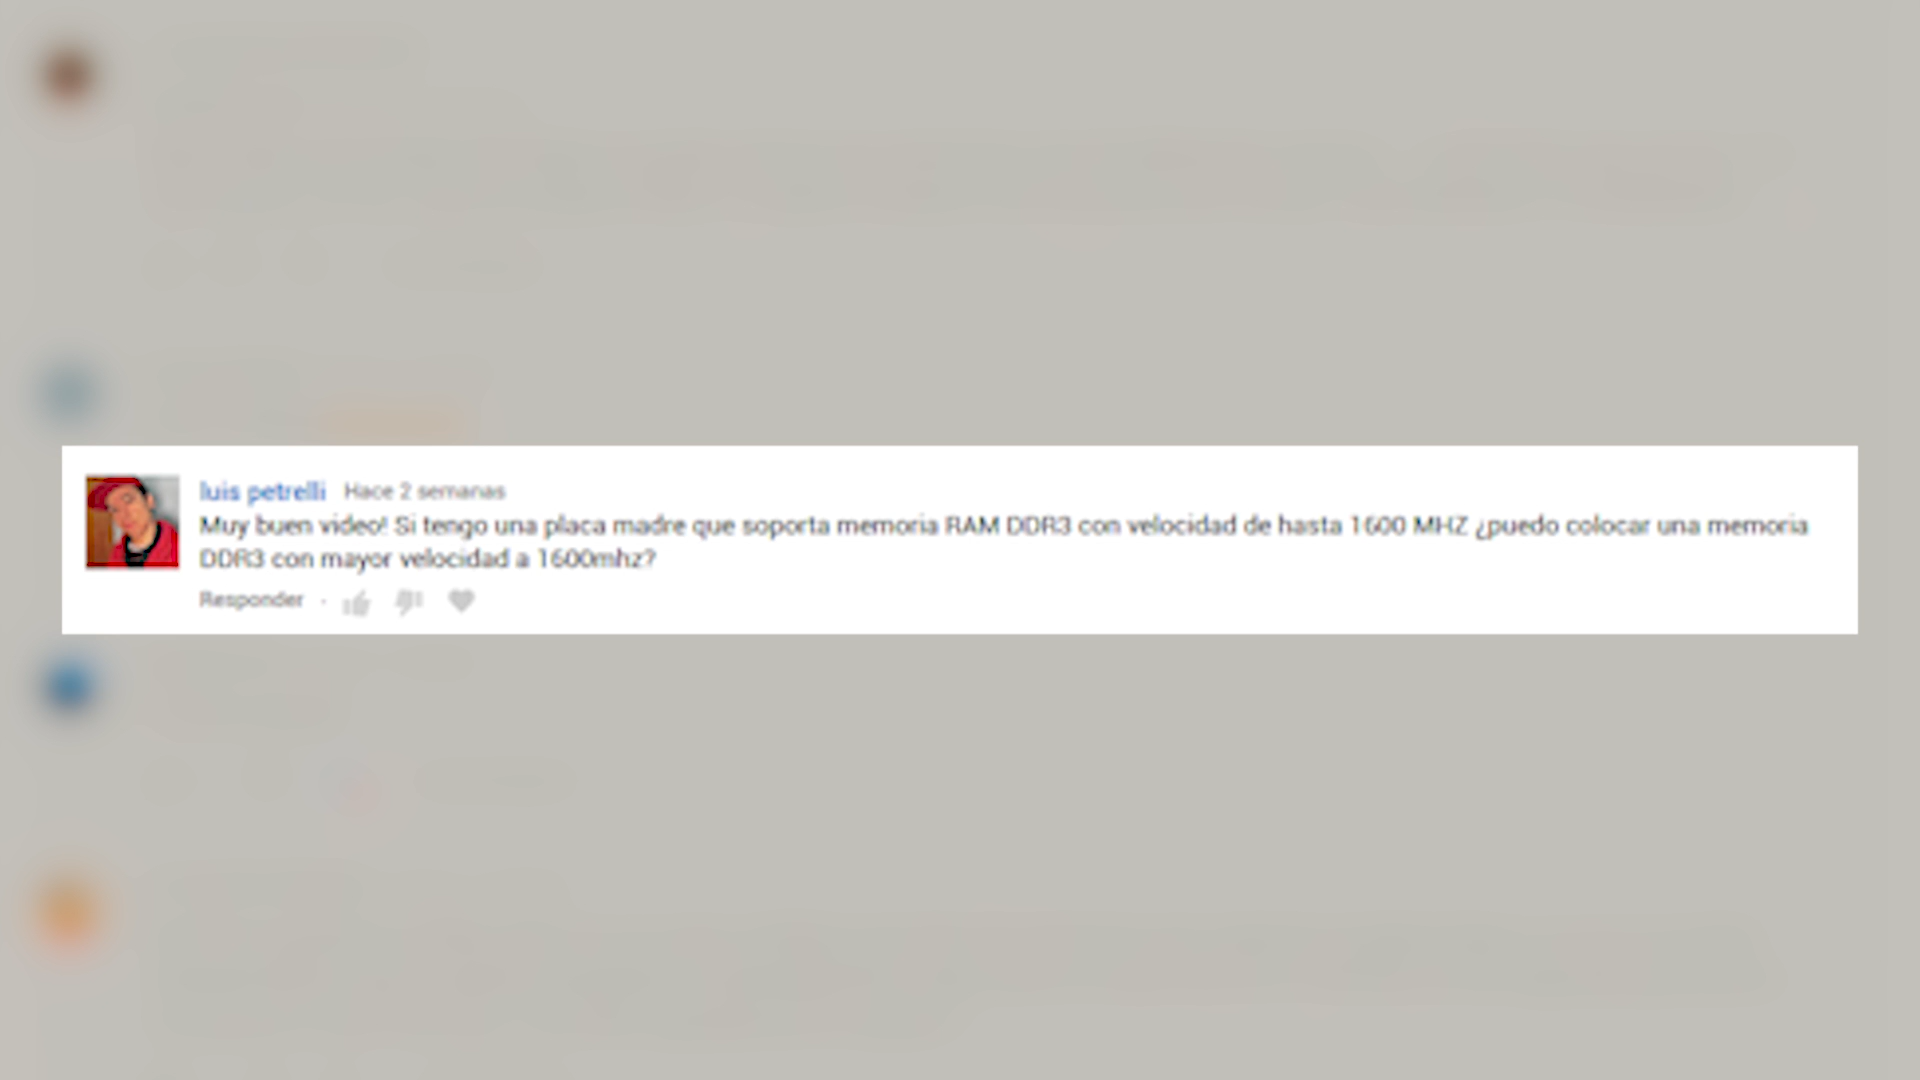 luis petrelli Hace 2 semanas
Muy buen video! Si tengo una placa madre que soporta memoria RAM DDR3 con velocidad de hasta 1600 MHZ ¿puedo colocar una memoria
DDR3 con mayor velocidad a 1600mhz?
Responder ·